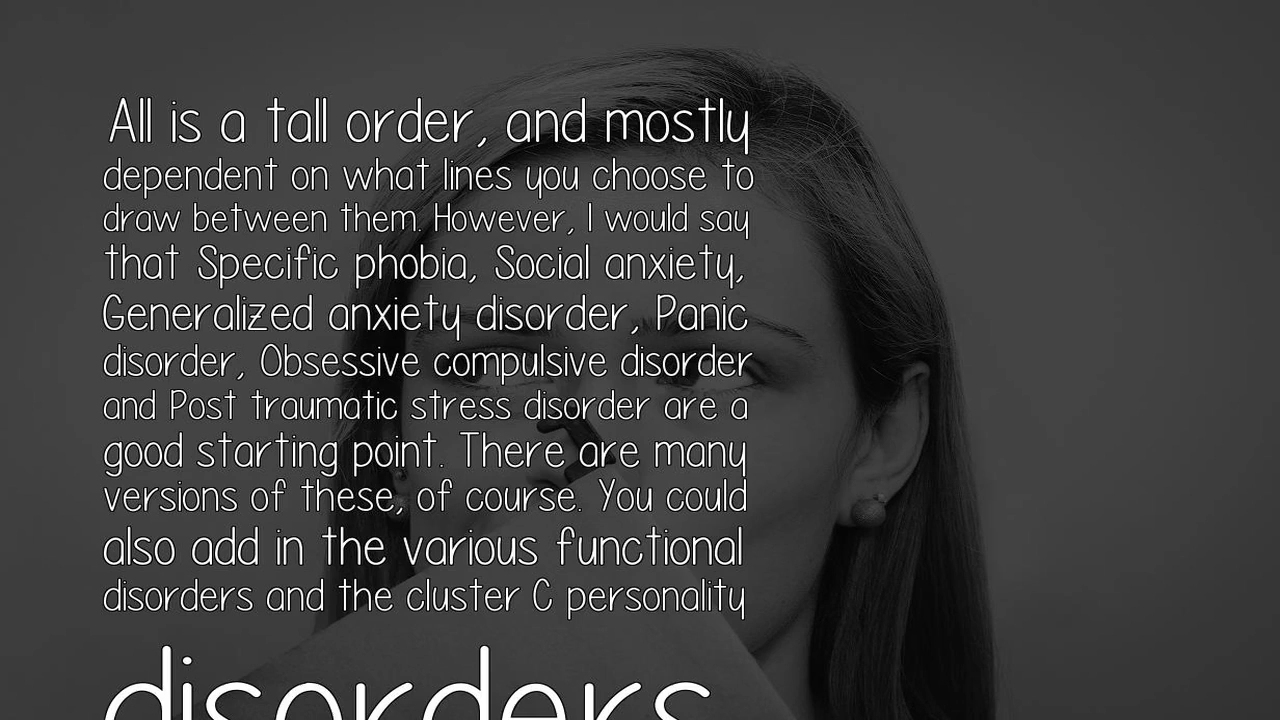 All is a tall order, and mostly
dependent on what lines you choose to
draw between them. However, I would say
that Specific phobia, Social anxiety,
Generalized anxiety disorder, Panic
disorder, Obsessive compulsive disorder
and Post traumatic stress disorder are a
good starting point. There are many
versions of these, of course. You could
also add in the various functional
disorders and the cluster C personality
disorders